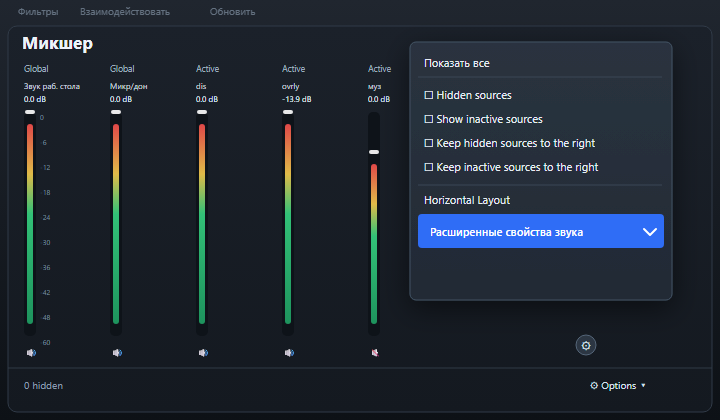 Фильтры Взаимодействовать Обновить
Микшер
Global Global Active Active Active
Звук раб. стола Микр/дон dis ovrly муз
0.0 dB 0.0 dB 0.0 dB -13.9 dB 0.0 dB
0
6
-12
-18
-24
-30
-36
-42
-48
-60
Показать все
☐ Hidden sources
☐ Show inactive sources
☐ Keep hidden sources to the right
☐ Keep inactive sources to the right
Horizontal Layout
Расширенные свойства звука
0 hidden
Options